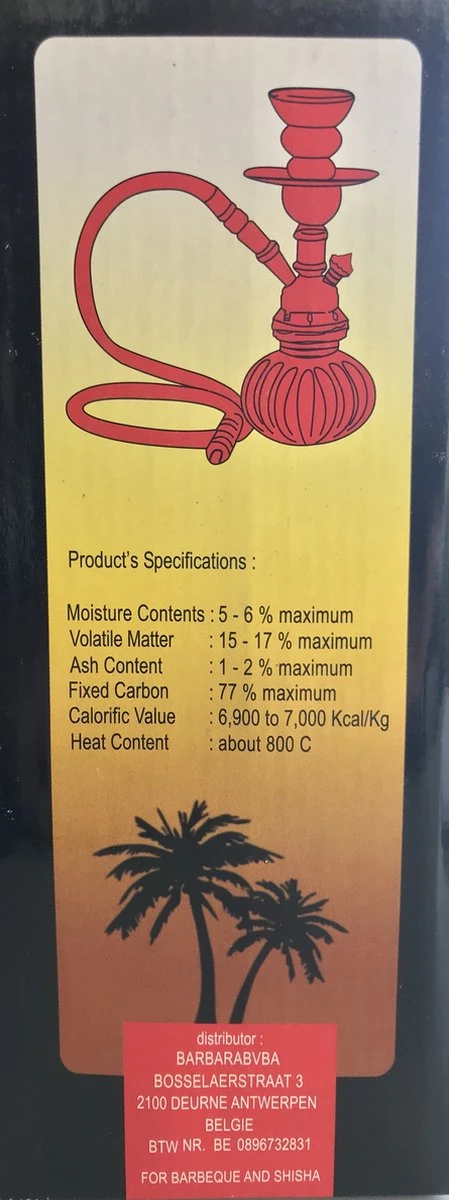 Product's Specifications :
Moisture Contents : 5 - 6 % maximum
Volatile Matter : 15 - 17 % maximum
Ash Content : 1 - 2 % maximum
Fixed Carbon : 77 % maximum
Calorific Value : 6,900 to 7,000 Kcal/Kg
Heat Content : about 800 C
distributor :
BARBARABVBA
BOSSELAERSTRAAT 3
2100 DEURNE ANTWERPEN
BELGIE
BTW NR. BE 0896732831
FOR BARBEQUE AND SHISHA